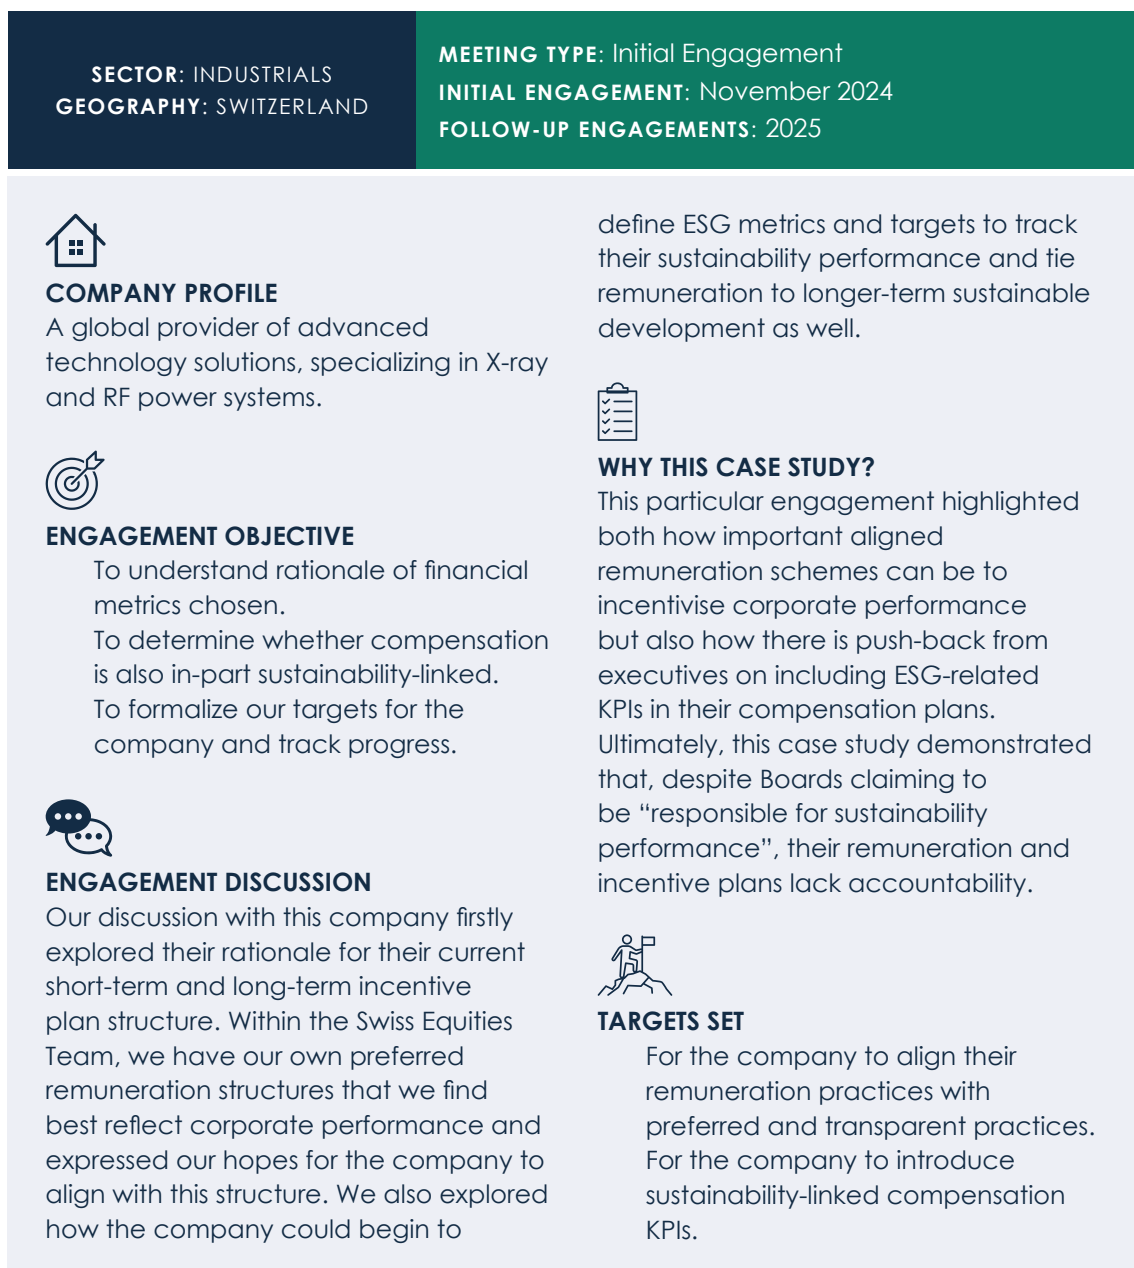 SECTOR: INDUSTRIALS
GEOGRAPHY: SWITZERLAND
MEETING TYPE: Initial Engagement
INITIAL ENGAGEMENT: November 2024
FOLLOW-UP ENGAGEMENTS: 2025
COMPANY PROFILE
A global provider of advanced
technology solutions, specializing in X-ray
and RF power systems.
ENGAGEMENT OBJECTIVE
To understand rationale of financial
metrics chosen.
To determine whether compensation
is also in-part sustainability-linked.
To formalize our targets for the
company and track progress.
ENGAGEMENT DISCUSSION
Our discussion with this company firstly
explored their rationale for their current
short-term and long-term incentive
plan structure. Within the Swiss Equities
Team, we have our own preferred
remuneration structures that we find
best reflect corporate performance and
expressed our hopes for the company to
align with this structure. We also explored
how the company could begin to
define ESG metrics and targets to track
their sustainability performance and tie
remuneration to longer-term sustainable
development as well.
WHY THIS CASE STUDY?
This particular engagement highlighted
both how important aligned
remuneration schemes can be to
incentivise corporate performance
but also how there is push-back from
executives on including ESG-related
KPIs in their compensation plans.
Ultimately, this case study demonstrated
that, despite Boards claiming to
be “responsible for sustainability
performance”, their remuneration and
incentive plans lack accountability.
TARGETS SET
For the company to align their
remuneration practices with
preferred and transparent practices.
For the company to introduce
sustainability-linked compensation
KPIs.